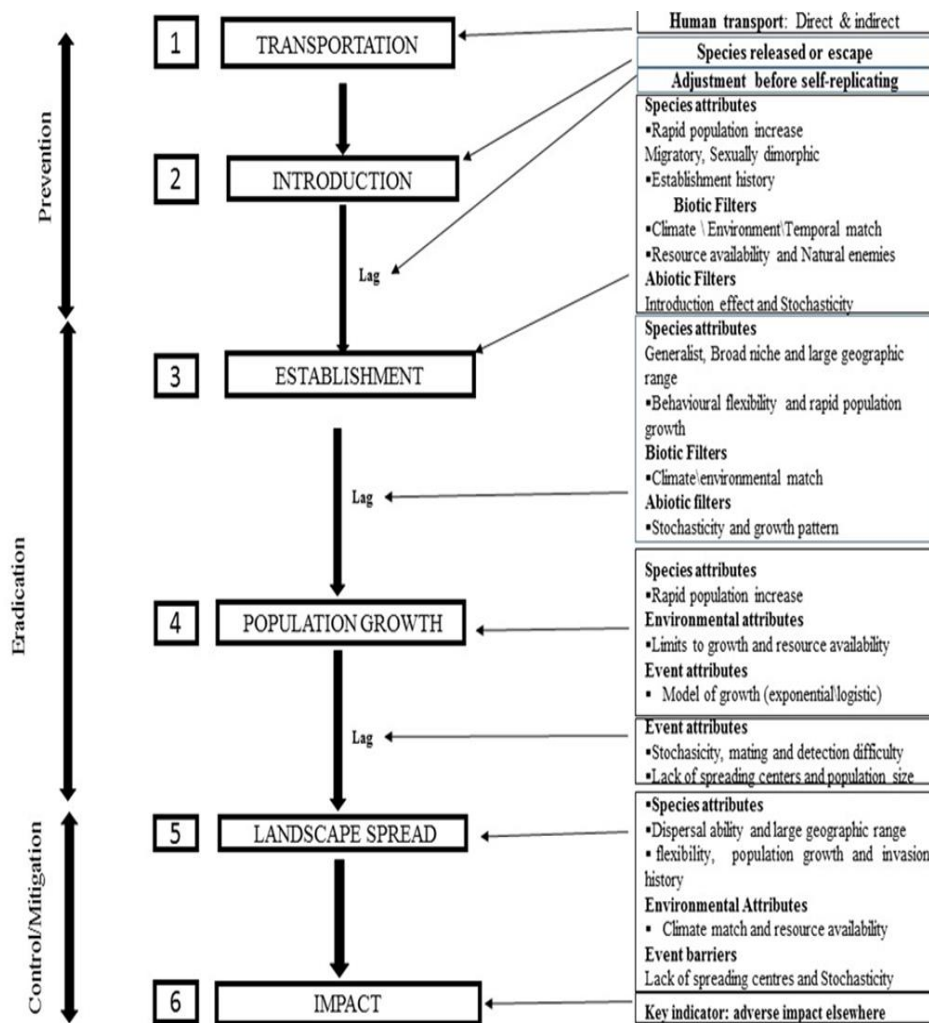 Prevention
Eradication
Control/Mitigation
1
TRANSPORTATION
2
INTRODUCTION
Lag
3
ESTABLISHMENT
Lag
4
POPULATION GROWTH
Lag
5
LANDSCAPE SPREAD
6
IMPACT
Human transport: Direct & indirect
Species released or escape
Adjustment before self-replicating
Species attributes
▪Rapid population increase
Migratory, Sexually dimorphic
▪Establishment history
Biotic Filters
▪Climate \ Environment\Temporal match
▪Resource availability and Natural enemies
Abiotic Filters
Introduction effect and Stochasticity
Species attributes
Generalist, Broad niche and large geographic
range
▪Behavioural flexibility and rapid population
growth
Biotic Filters
▪Climate\environmental match
Abiotic filters
▪Stochasticity and growth pattern
Species attributes
▪Rapid population increase
Environmental attributes
▪Limits to growth and resource availability
Event attributes
▪ Model of growth (exponential\logistic)
Event attributes
▪Stochasicity, mating and detection difficulty
▪Lack of spreading centers and population size
▪Species attributes
▪Dispersal ability and large geographic range
▪ flexibility, population growth and invasion
history
Environmental Attributes
▪ Climate match and resource availability
Event barriers
Lack of spreading centres and Stochasticity
Key indicator: adverse impact elsewhere